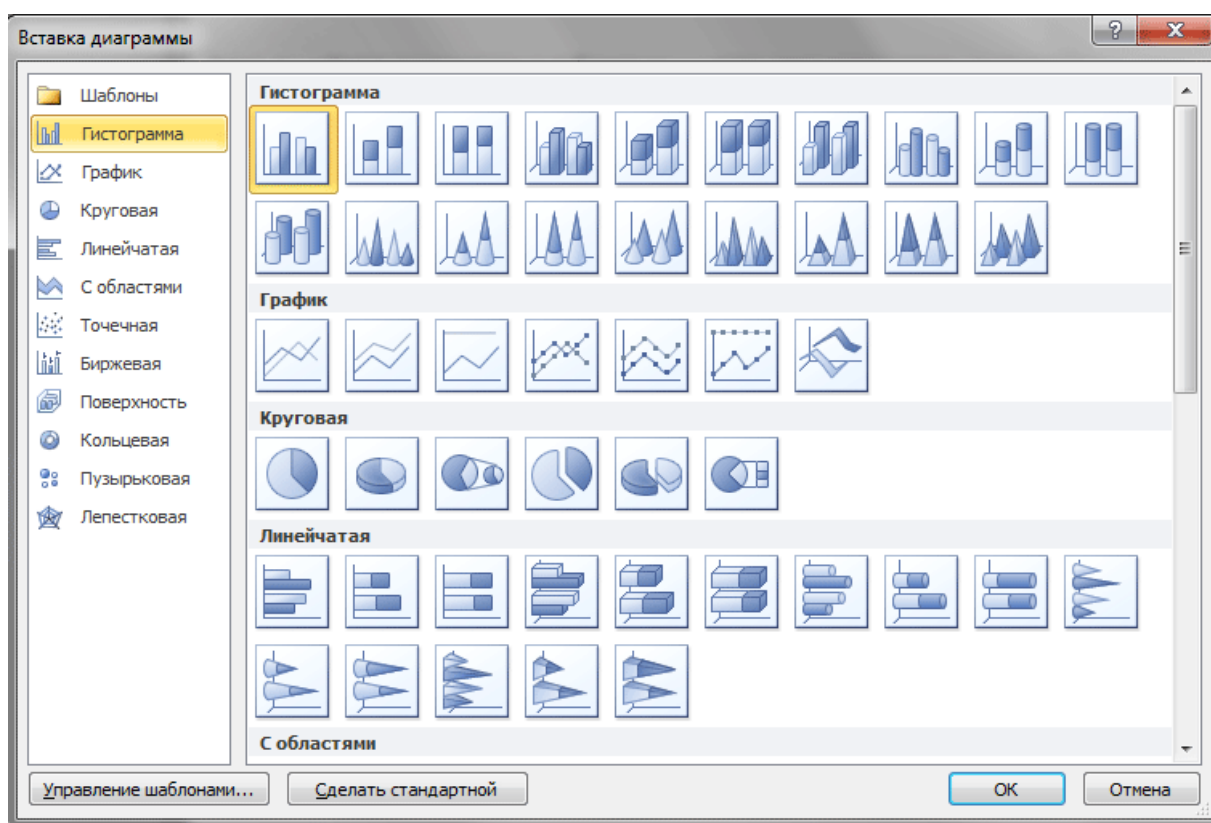 Вставка диаграммы
Шаблоны
Гистограмма
График
Круговая
Линейчатая
С областями
Точечная
Биржевая
Поверхность
Кольцевая
Пузырьковая
Лепестковая
Гистограмма
График
Круговая
Линейчатая
С областями
Управление шаблонами...
Сделать стандартной
ОК
Отмена